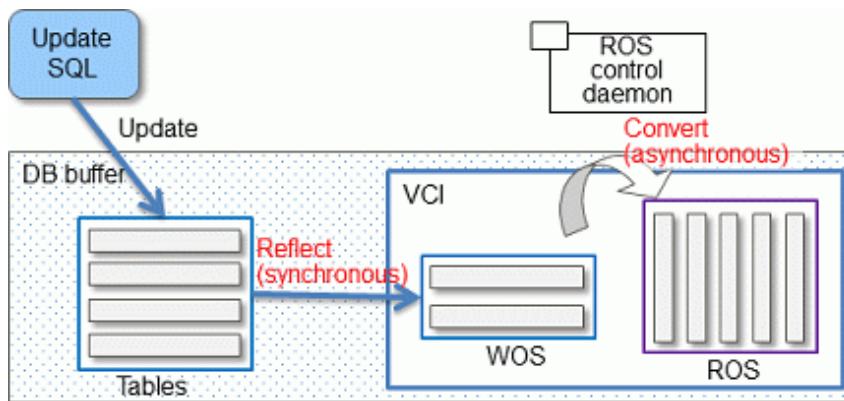 Update
SQL
ROS
control
daemon
Update
Convert
(asynchronous)
DB buffer
VCI
Reflect
(synchronous)
WOS
ROS
Tables